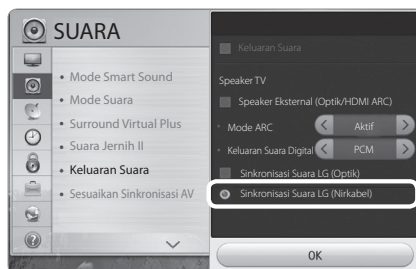 SUARA
• Mode Smart Sound
• Mode Suara
• Surround Virtual Plus
• Suara Jernih II
• Keluaran Suara
• Sesuaikan Sinkronisasi AV
Keluaran Suara
Speaker TV
Speaker Eksternal (Optik/HDMI ARC)
• Mode ARC < Aktif >
• Keluaran Suara Digital < PCM >
Sinkronisasi Suara LG (Optik)
Sinkronisasi Suara LG (Nirkabel)
OK